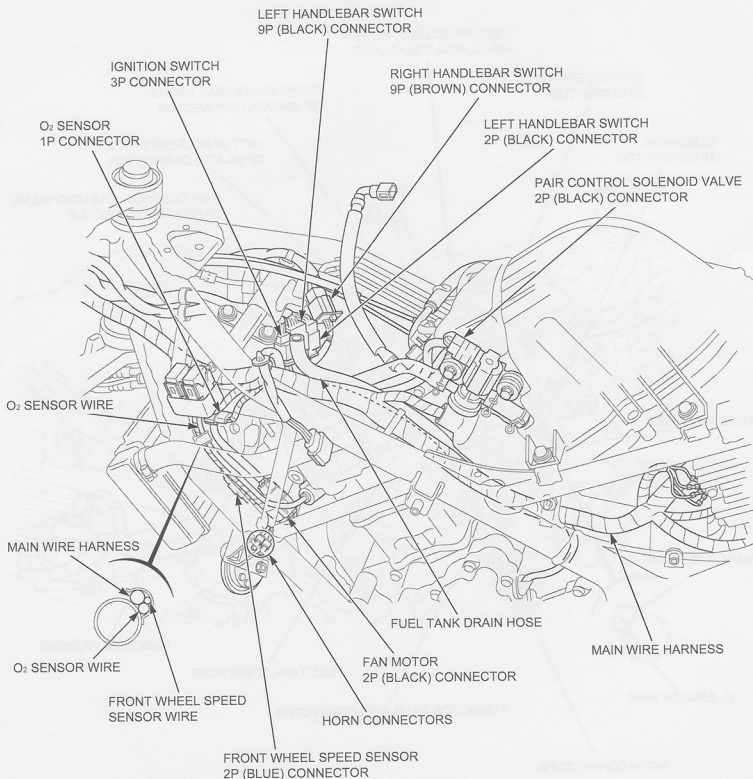 LEFT HANDLEBAR SWITCH
9P (BLACK) CONNECTOR
IGNITION SWITCH
3P CONNECTOR
RIGHT HANDLEBAR SWITCH
9P (BROWN) CONNECTOR
O2 SENSOR
1P CONNECTOR
LEFT HANDLEBAR SWITCH
2P (BLACK) CONNECTOR
PAIR CONTROL SOLENOID VALVE
2P (BLACK) CONNECTOR
O2 SENSOR WIRE
MAIN WIRE HARNESS
O2 SENSOR WIRE
FRONT WHEEL SPEED
SENSOR WIRE
FRONT WHEEL SPEED SENSOR
2P (BLUE) CONNECTOR
HORN CONNECTORS
FAN MOTOR
2P (BLACK) CONNECTOR
FUEL TANK DRAIN HOSE
MAIN WIRE HARNESS